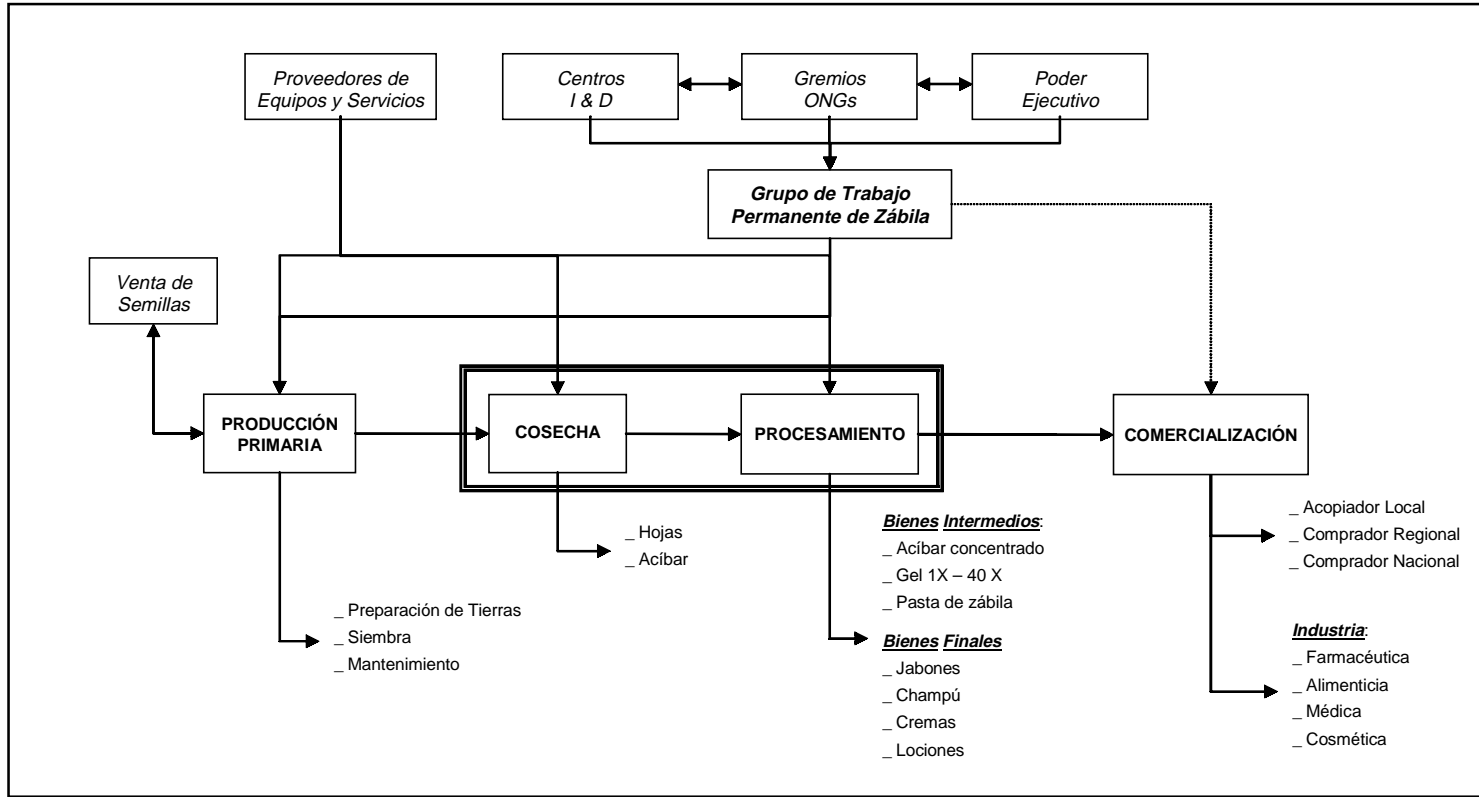 Proveedores de
Equipos y Servicios
Centros
I & D
Gremios
ONGs
Poder
Ejecutivo
Grupo de Trabajo
Permanente de Zábila
Venta de
Semillas
PRODUCCIÓN
PRIMARIA
COSECHA
PROCESAMIENTO
COMERCIALIZACIÓN
_ Preparación de Tierras
_ Siembra
_ Mantenimiento
_ Hojas
_ Acíbar
Bienes Intermedios:
_ Acíbar concentrado
_ Gel 1X – 40 X
_ Pasta de zábila
Bienes Finales
_ Jabones
_ Champú
_ Cremas
_ Lociones
_ Acopiador Local
_ Comprador Regional
_ Comprador Nacional
Industria:
_ Farmacéutica
_ Alimenticia
_ Médica
_ Cosmética